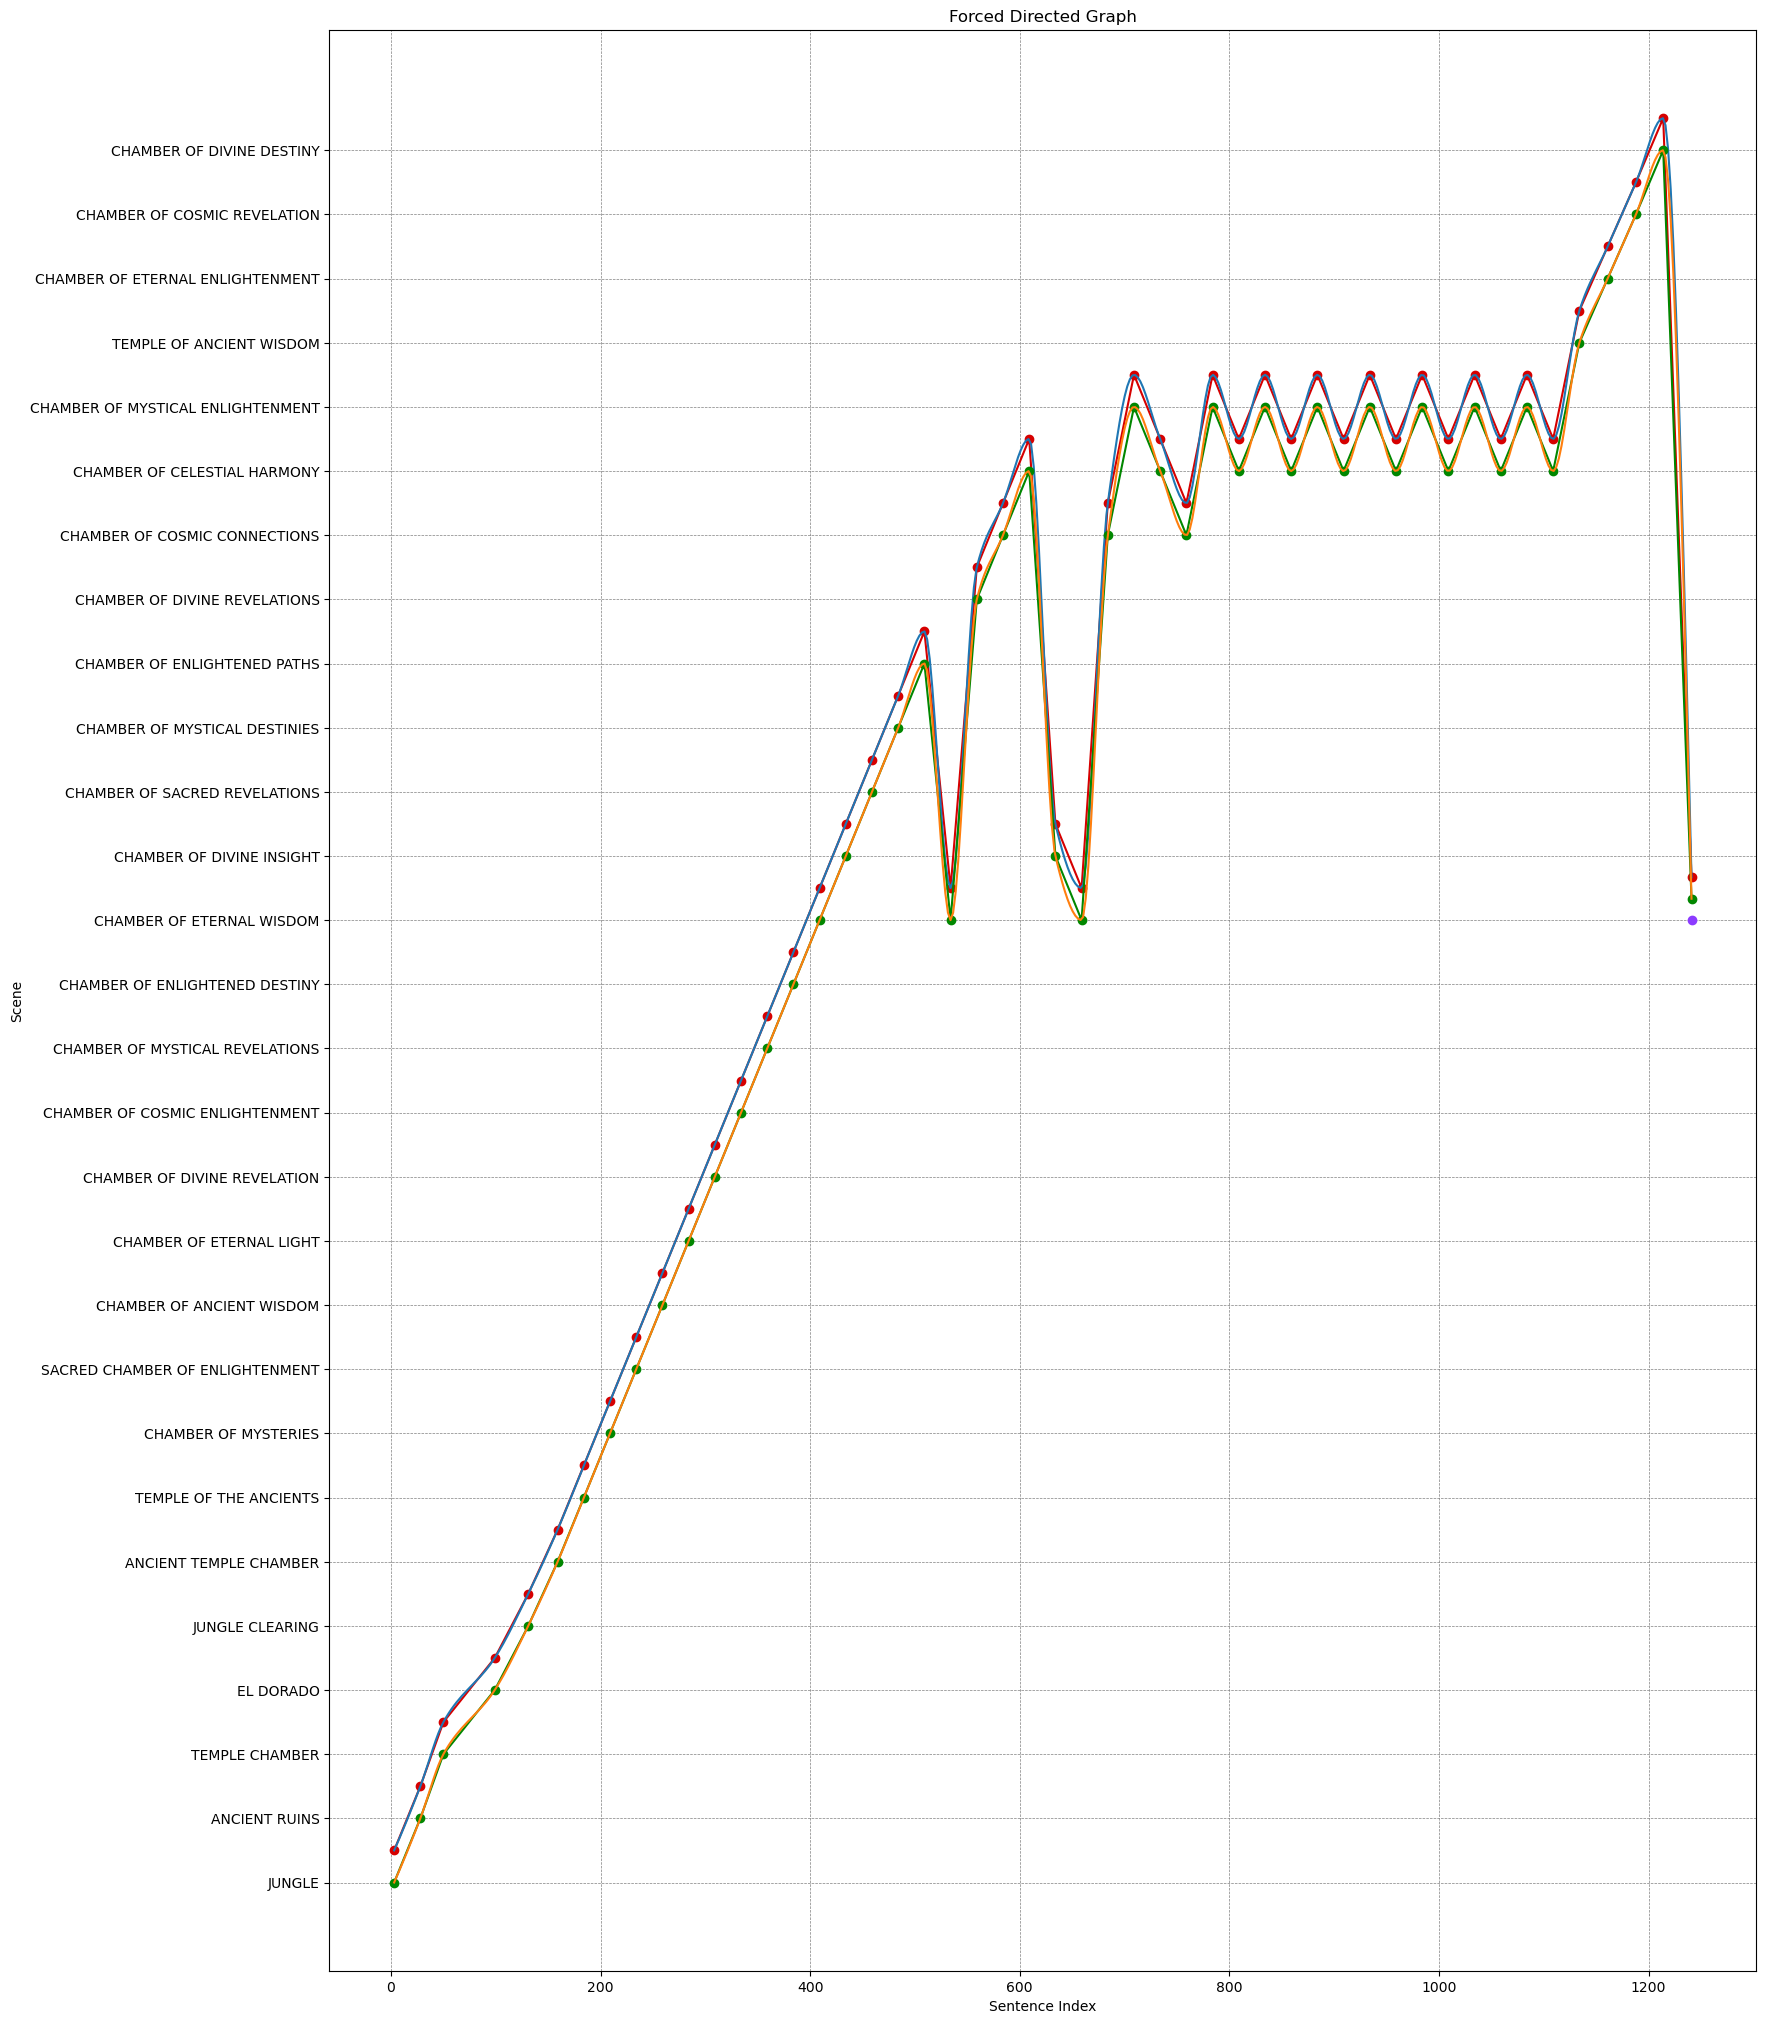 Forced Directed Graph
CHAMBER OF DIVINE DESTINY
CHAMBER OF COSMIC REVELATION
CHAMBER OF ETERNAL ENLIGHTENMENT
TEMPLE OF ANCIENT WISDOM
CHAMBER OF MYSTICAL ENLIGHTENMENT
CHAMBER OF CELESTIAL HARMONY
CHAMBER OF COSMIC CONNECTIONS
CHAMBER OF DIVINE REVELATIONS
CHAMBER OF ENLIGHTENED PATHS
CHAMBER OF MYSTICAL DESTINIES
CHAMBER OF SACRED REVELATIONS
CHAMBER OF DIVINE INSIGHT
CHAMBER OF ETERNAL WISDOM
CHAMBER OF ENLIGHTENED DESTINY
CHAMBER OF MYSTICAL REVELATIONS
CHAMBER OF COSMIC ENLIGHTENMENT
CHAMBER OF DIVINE REVELATION
CHAMBER OF ETERNAL LIGHT
CHAMBER OF ANCIENT WISDOM
SACRED CHAMBER OF ENLIGHTENMENT
CHAMBER OF MYSTERIES
TEMPLE OF THE ANCIENTS
ANCIENT TEMPLE CHAMBER
JUNGLE CLEARING
EL DORADO
TEMPLE CHAMBER
ANCIENT RUINS
JUNGLE
Scene
0 200 400 600 800 1000 1200
Sentence Index